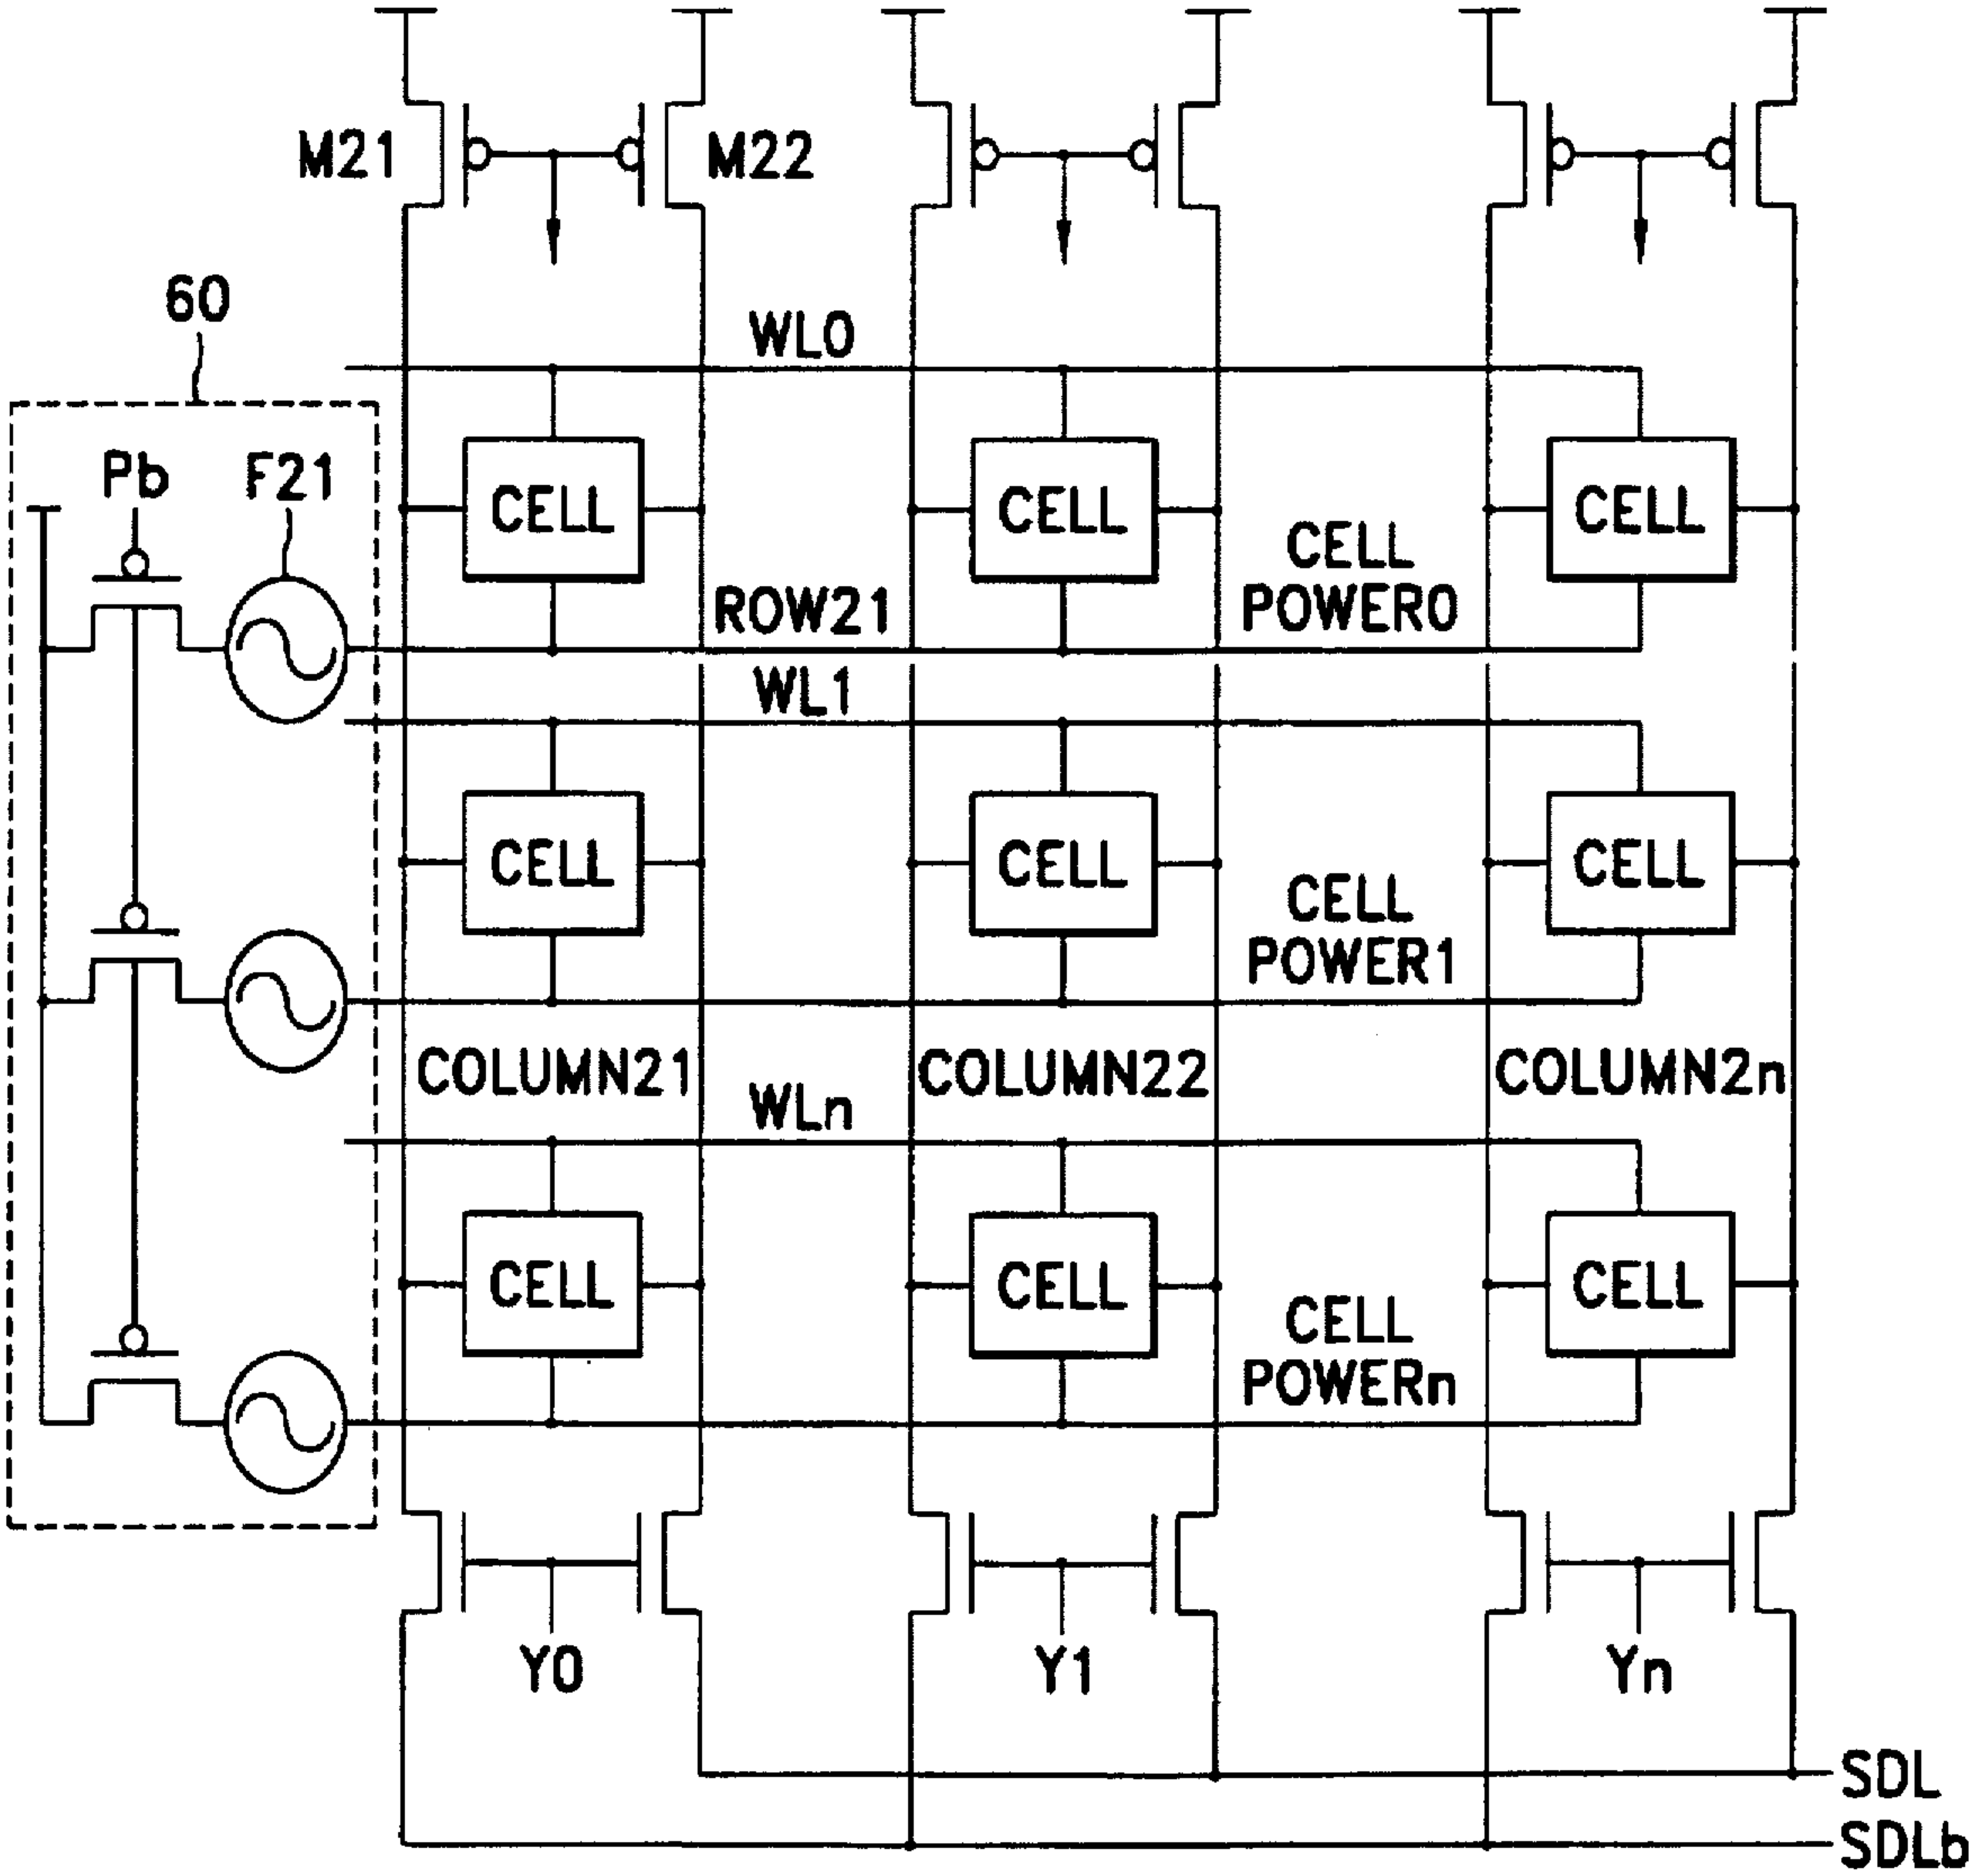 M21
M22
60
WL0
Pb
F21
CELL
CELL
CELL
CELL
POWER0
ROW21
WL1
CELL
CELL
CELL
CELL
POWER1
COLUMN21
COLUMN22
COLUMN2n
WLn
CELL
CELL
CELL
CELL
POWERn
Y0
Y1
Yn
SDL
SDLb